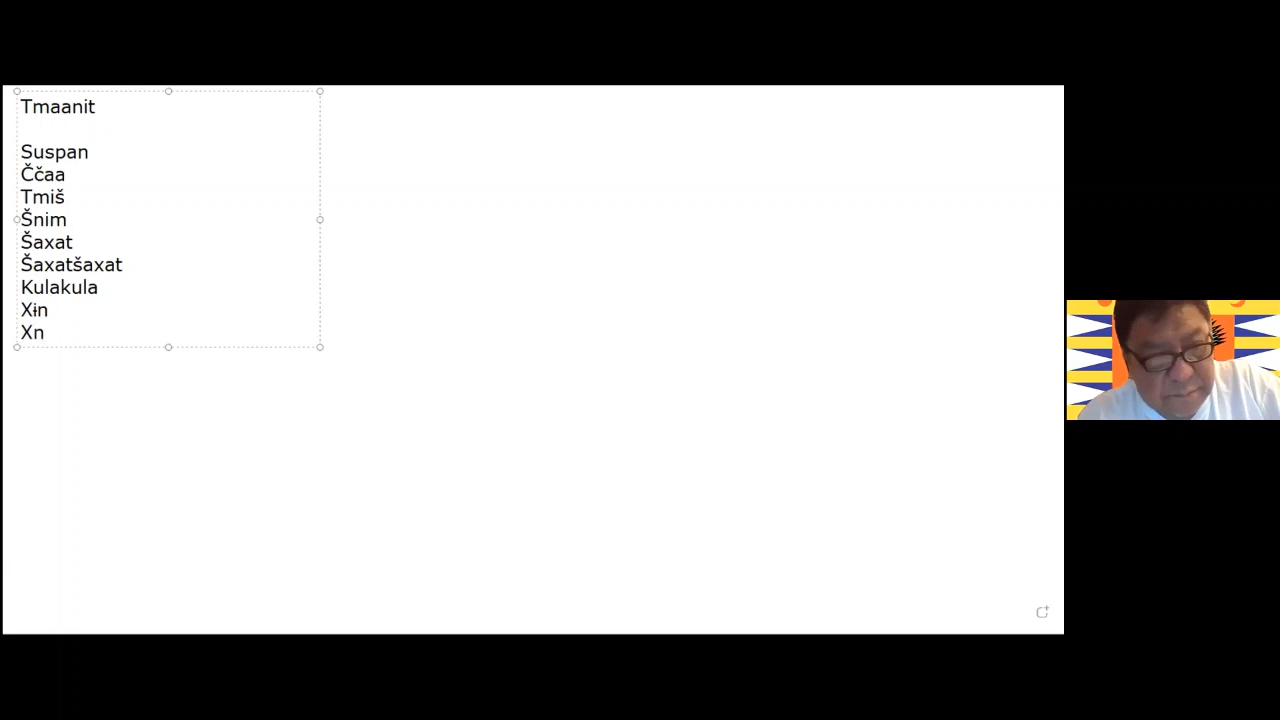 Tmaanit
Suspan
Ččaa
Tmiš
Šnim
Šaxat
Šaxatšaxat
Kulakula
Xɨn
Xn